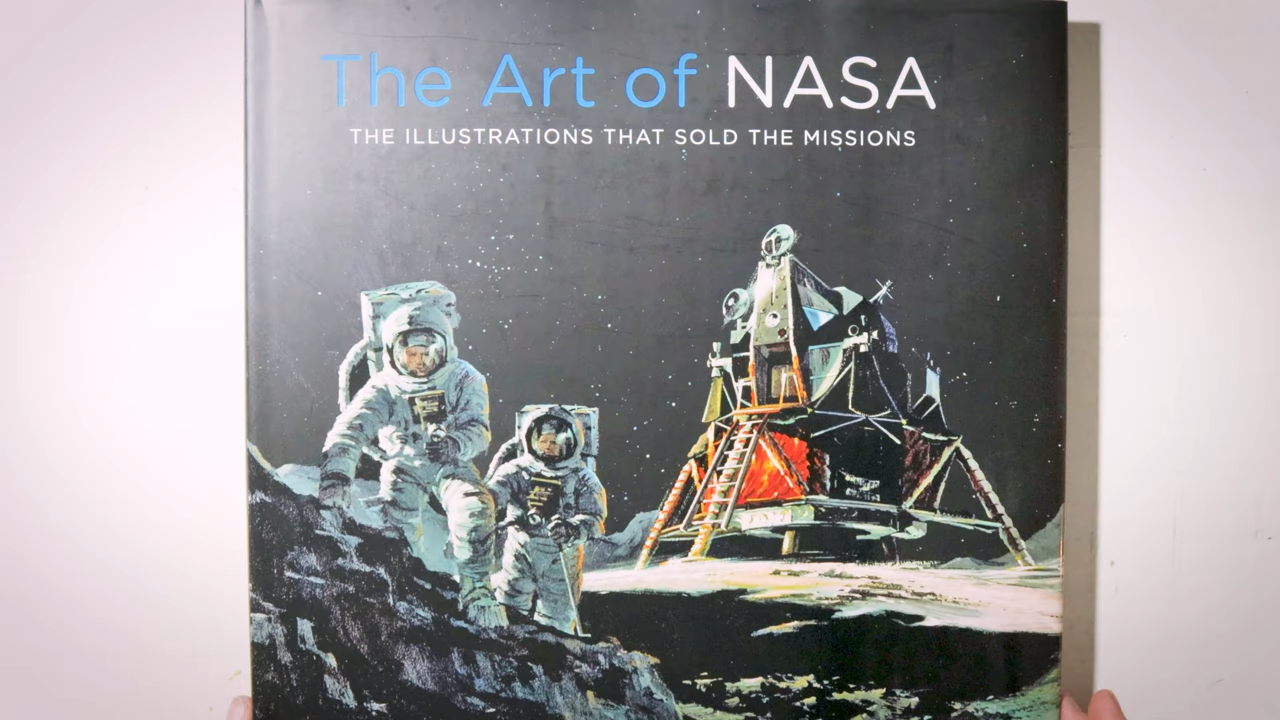 The Art of NASA
THE ILLUSTRATIONS THAT SOLD THE MISSIONS